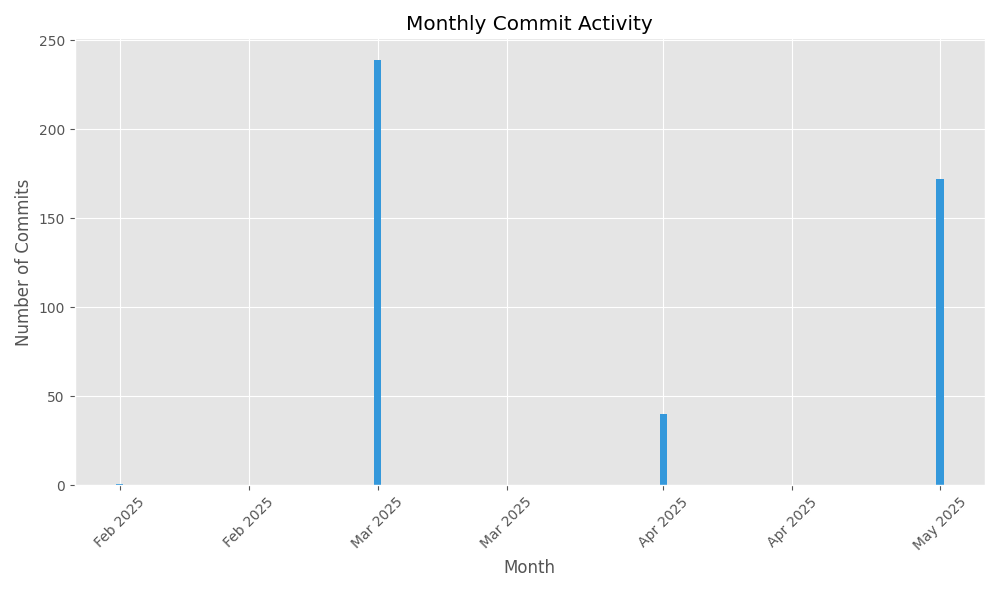 Monthly Commit Activity
250
200
150
100
50
0
Number of Commits
Feb 2025
Feb 2025
Mar 2025
Mar 2025
Apr 2025
Apr 2025
May 2025
Month